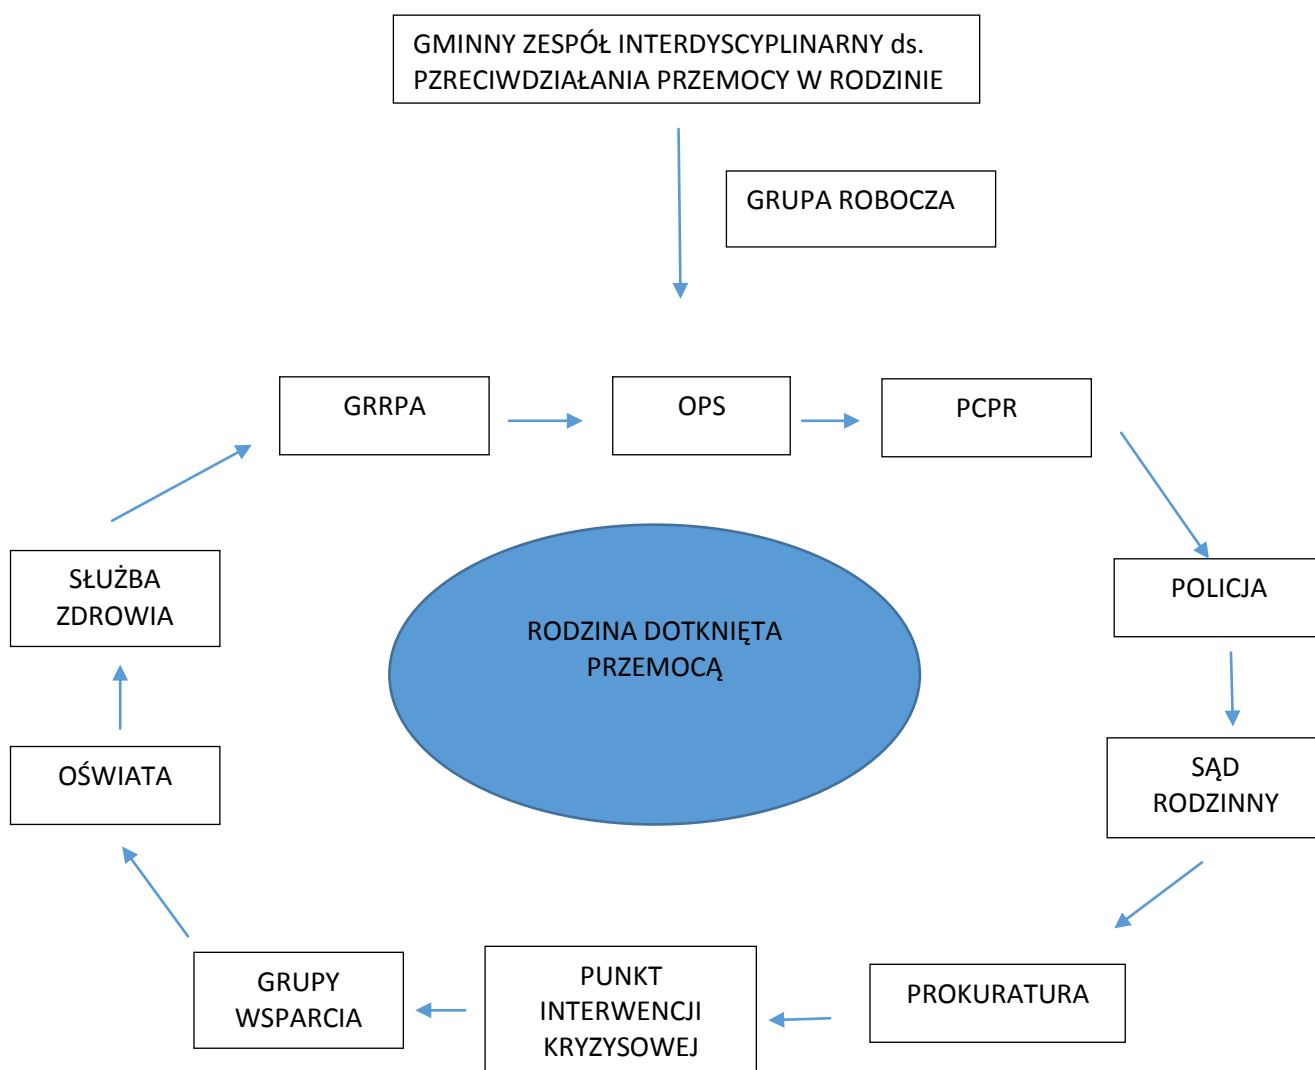 GMINNY ZESPÓŁ INTERDYSCYPLINARNY ds.
PZRECIWDZIAŁANIA PRZEMOCY W RODZINIE
GRUPA ROBOCZA
GRRPA
OPS
PCPR
SŁUŻBA
ZDROWIA
RODZINA DOTKNIĘTA
PRZEMOCĄ
POLICJA
OŚWIATA
SĄD
RODZINNY
GRUPY
WSPARCIA
PUNKT
INTERWENCJI
KRYZYSOWEJ
PROKURATURA